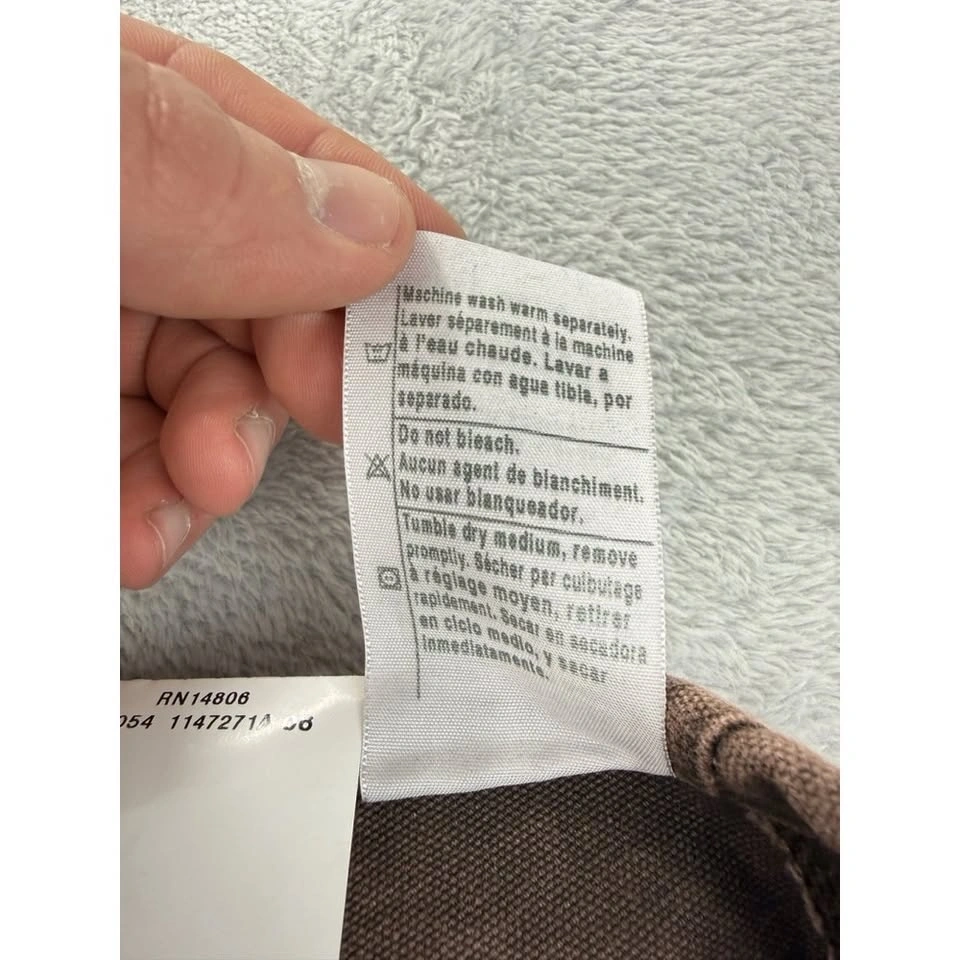 Machine wash warm separately.
Laver séparement à la machine
à l'eau chaude. Lavar a
máquina con agua tibia, por
separado.
Do not bleach.
Aucun agent de blanchiment.
No usar blanqueador.
Tumble dry medium, remove
promptly. Sécher par culbutage
à réglage moyen, retirer
rapidement. Secar en secadora
en ciclo medio, y sacar
inmediatamente.
RN14806
054 1147271A